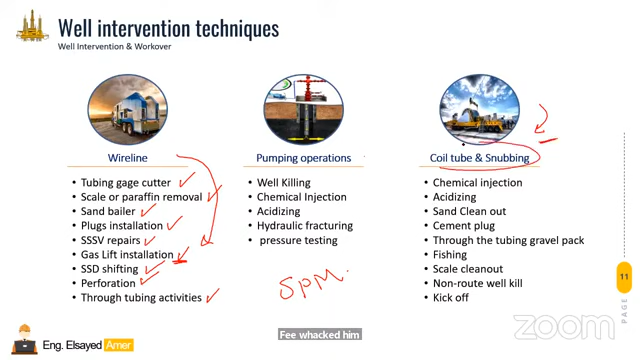 Well intervention techniques
Well Intervention & Workover
Wireline
• Tubing gage cutter
• Scale or paraffin removal
• Sand bailer
• Plugs installation
• SSSV repairs
• Gas Lift installation
• SSD shifting
• Perforation
• Through tubing activities
Pumping operations
• Well Killing
• Chemical Injection
• Acidizing
• Hydraulic fracturing
• pressure testing
SPM
Coil tube & Snubbing
• Chemical injection
• Acidizing
• Sand Clean out
• Cement plug
• Through the tubing gravel pack
• Fishing
• Scale cleanout
• Non-route well kill
• Kick off
11
PAGE
Eng. Elsayed Amer
Fee whacked him
zoom